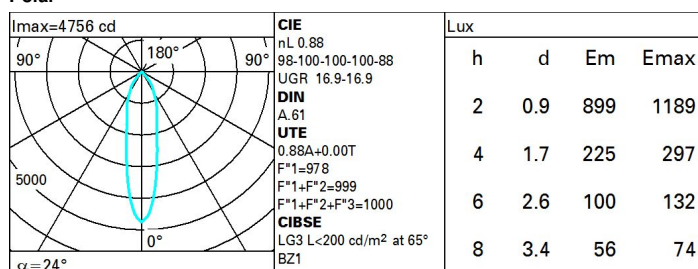 Imax=4756 cd
90°
180°
90°
5000
0°
α=24°
CIE
nL 0.88
98-100-100-100-88
UGR 16.9-16.9
DIN
A.61
UTE
0.88A+0.00T
F"1=978
F"1+F"2=999
F"1+F"2+F"3=1000
CIBSE
LG3 L<200 cd/m² at 65°
BZ1
Lux
h d Em Emax
2 0.9 899 1189
4 1.7 225 297
6 2.6 100 132
8 3.4 56 74